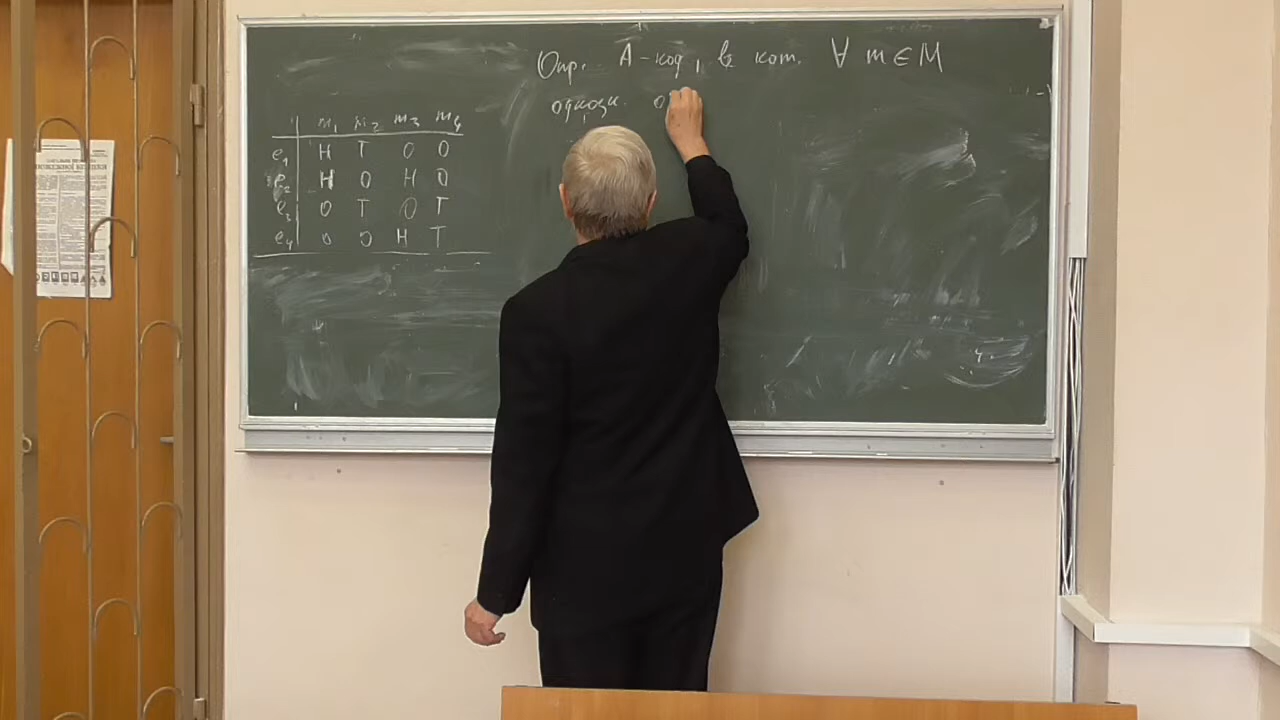 Опр. А-код, в кот. ∀ m ∈ M
однозн. о
m₁ m₂ m₃ m₄
e₁ H T O O
e₂ H O H O
e₃ O T O T
e₄ O O H T